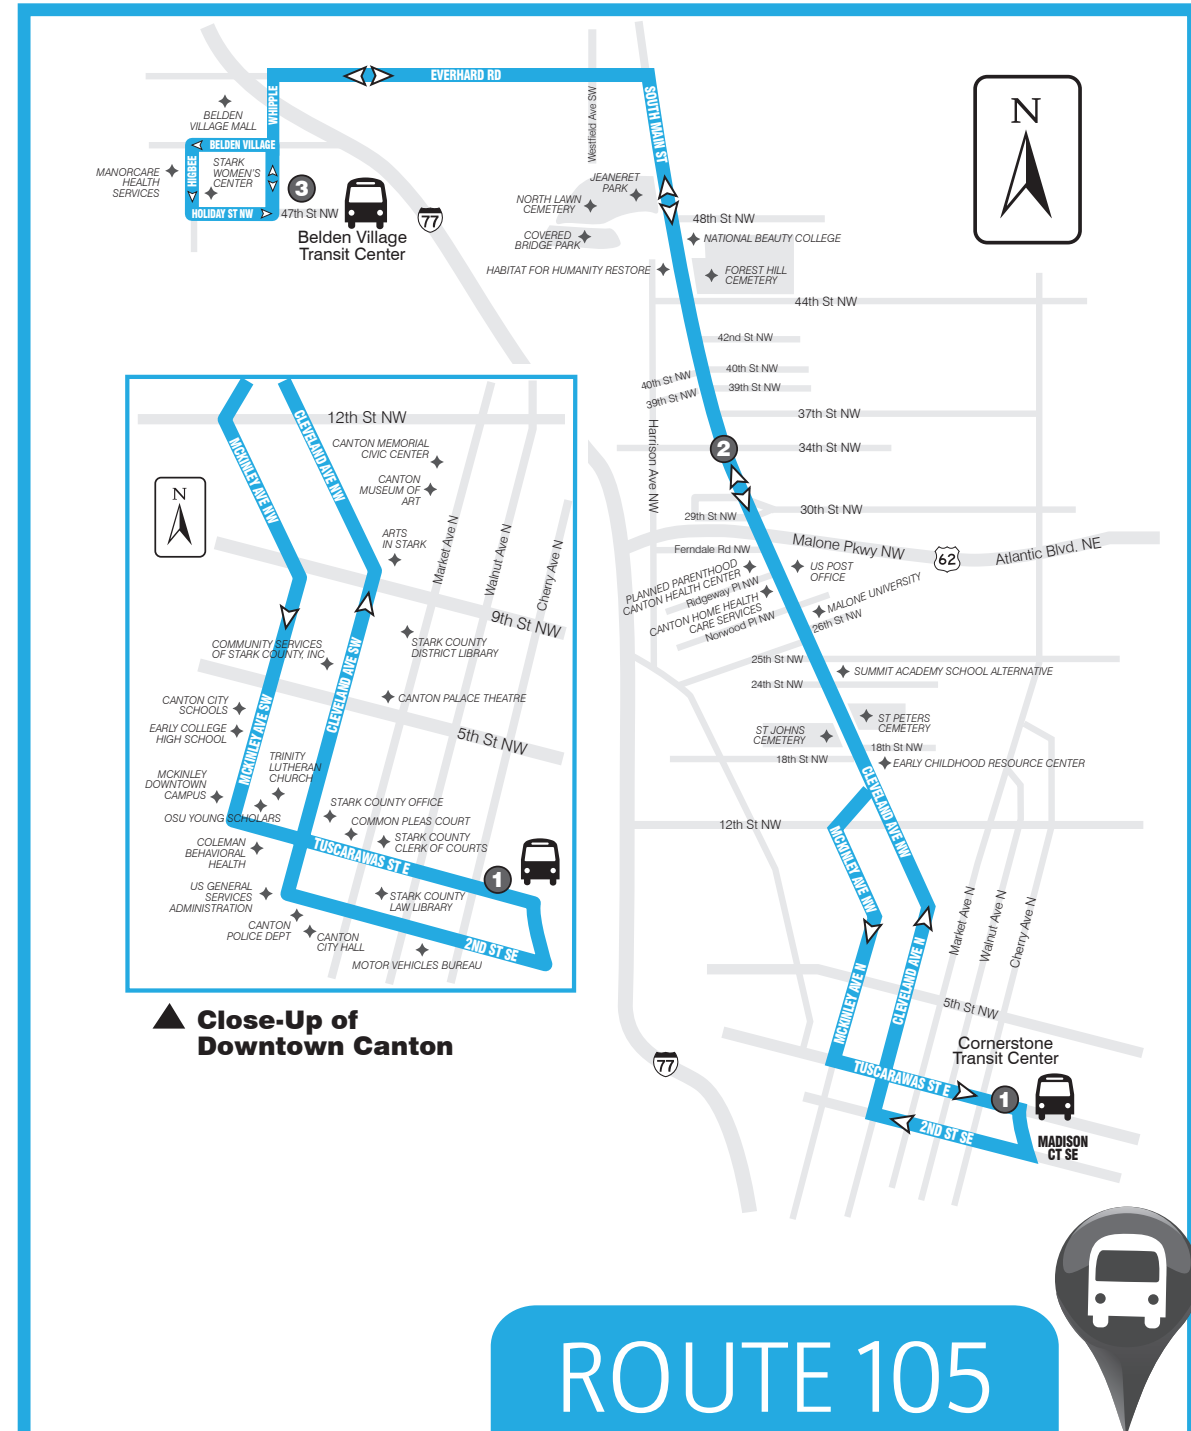 EVERHARD RD
WHIPPLE
BELDEN
VILLAGE MALL
BELDEN VILLAGE
HIGBEE
STARK
WOMEN'S
CENTER
MANORCARE
HEALTH
SERVICES
HOLIDAY ST NW
47th St NW
3
Belden Village
Transit Center
77
Westfield Ave SW
SOUTH MAIN ST
JEANERET
PARK
NORTH LAWN
CEMETERY
COVERED
BRIDGE PARK
HABITAT FOR HUMANITY RESTORE
48th St NW
NATIONAL BEAUTY COLLEGE
FOREST HILL
CEMETERY
N
44th St NW
42nd St NW
40th St NW
40th St NW
39th St NW
39th St NW
37th St NW
Harrison Ave NW
2
34th St NW
30th St NW
29th St NW
Malone Pkwy NW
62
Atlantic Blvd. NE
Ferndale Rd NW
PLANNED PARENTHOOD
CANTON HEALTH CENTER
Ridgeway Pl NW
CANTON HOME HEALTH
CARE SERVICES
Norwood Pl NW
US POST
OFFICE
MALONE UNIVERSITY
26th St NW
25th St NW
SUMMIT ACADEMY SCHOOL ALTERNATIVE
24th St NW
ST PETERS
CEMETERY
ST JOHNS
CEMETERY
18th St NW
18th St NW
EARLY CHILDHOOD RESOURCE CENTER
CLEVELAND AVE NW
12th St NW
MCKINLEY AVE NW
Market Ave N
Walnut Ave N
Cherry Ave N
MCKINLEY AVE N
CLEVELAND AVE N
5th St NW
Cornerstone
Transit Center
TUSCARAWAS ST E
1
2ND ST SE
MADISON
CT SE
77
12th St NW
MCKINLEY AVE NW
CLEVELAND AVE NW
CANTON MEMORIAL
CIVIC CENTER
CANTON
MUSEUM OF
ART
N
ARTS
IN STARK
Market Ave N
Walnut Ave N
Cherry Ave N
9th St NW
COMMUNITY SERVICES
OF STARK COUNTY, INC
STARK COUNTY
DISTRICT LIBRARY
CANTON PALACE THEATRE
CANTON CITY
SCHOOLS
EARLY COLLEGE
HIGH SCHOOL
MCKINLEY AVE SW
CLEVELAND AVE SW
5th St NW
TRINITY
LUTHERAN
CHURCH
MCKINLEY
DOWNTOWN
CAMPUS
OSU YOUNG SCHOLARS
STARK COUNTY OFFICE
COMMON PLEAS COURT
STARK COUNTY
CLERK OF COURTS
COLEMAN
BEHAVIORAL
HEALTH
TUSCARAWAS ST E
1
US GENERAL
SERVICES
ADMINISTRATION
STARK COUNTY
LAW LIBRARY
CANTON
POLICE DEPT
CANTON
CITY HALL
2ND ST SE
MOTOR VEHICLES BUREAU
Close-Up of
Downtown Canton
ROUTE 105